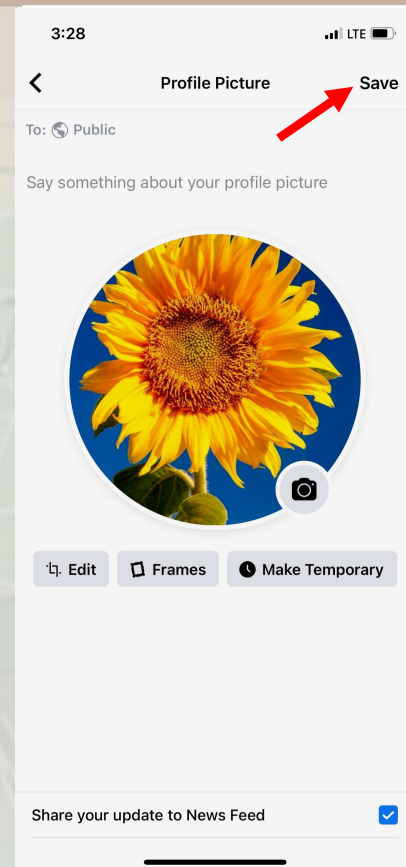 3:28 LTE
Profile Picture Save
To: Public
Say something about your profile picture
Edit Frames Make Temporary
Share your update to News Feed